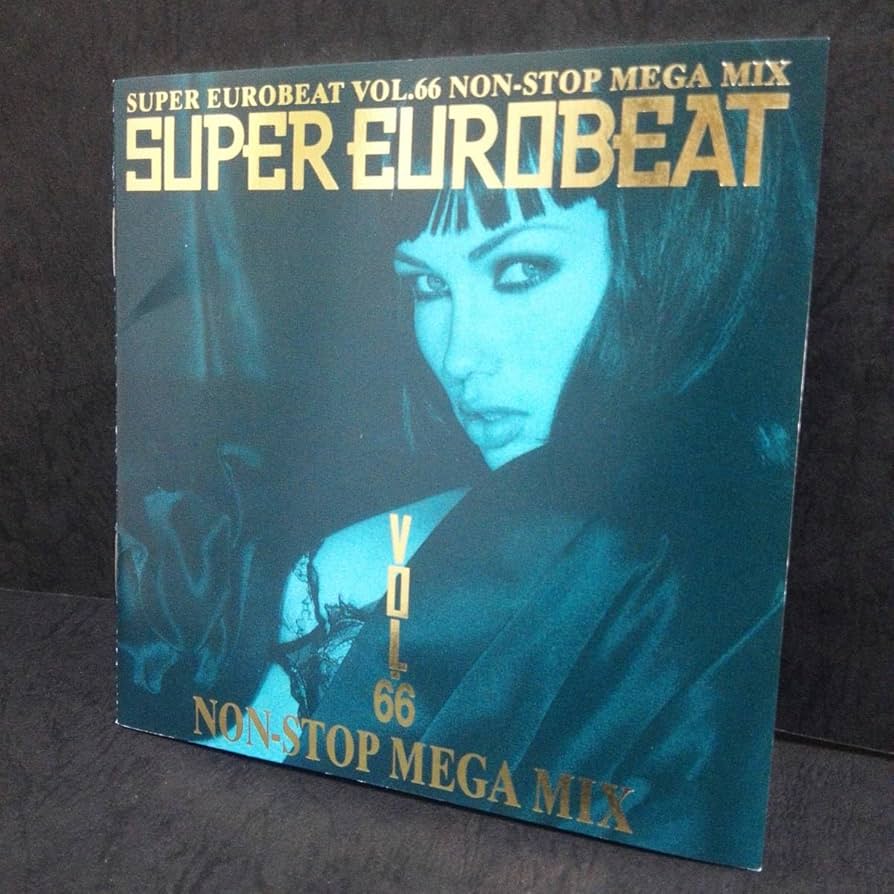 SUPER EUROBEAT VOL.66 NON-STOP MEGA MIX
SUPER EUROBEAT
VOL.66
NON-STOP MEGA MIX